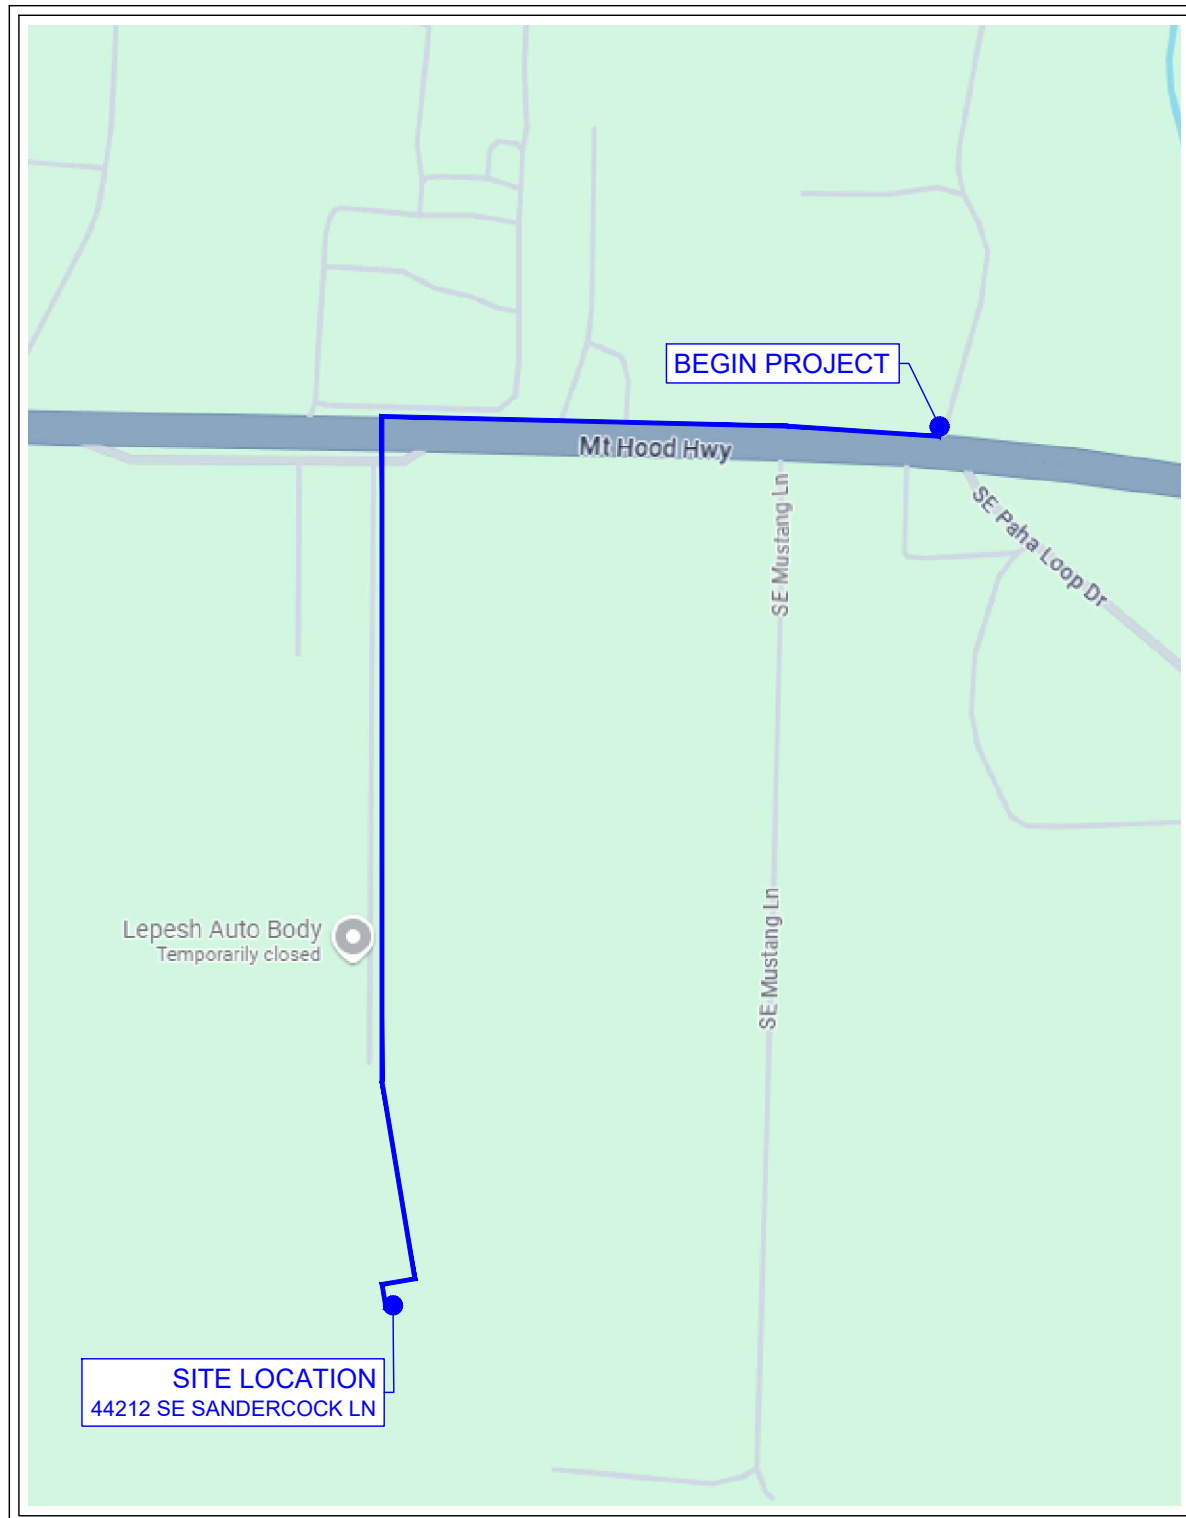 BEGIN PROJECT
Mt Hood Hwy
SE Mustang Ln
SE Paha Loop Dr
Lepesh Auto Body
Temporarily closed
SE Mustang Ln
SITE LOCATION
44212 SE SANDERCOCK LN